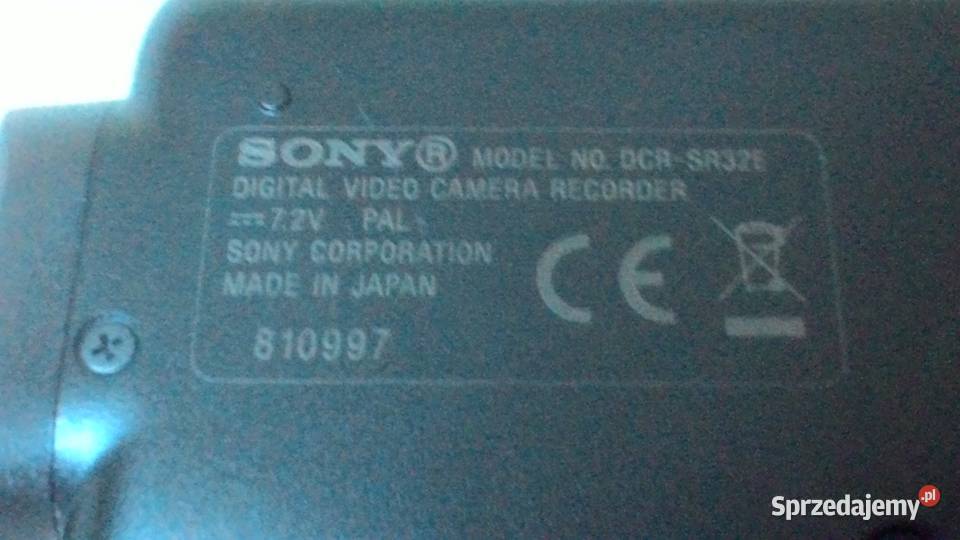 SONY® MODEL NO. DCR-SR32E
DIGITAL VIDEO CAMERA RECORDER
⎓ 7.2V PAL
SONY CORPORATION
MADE IN JAPAN
CE
810997
Sprzedajemy.pl